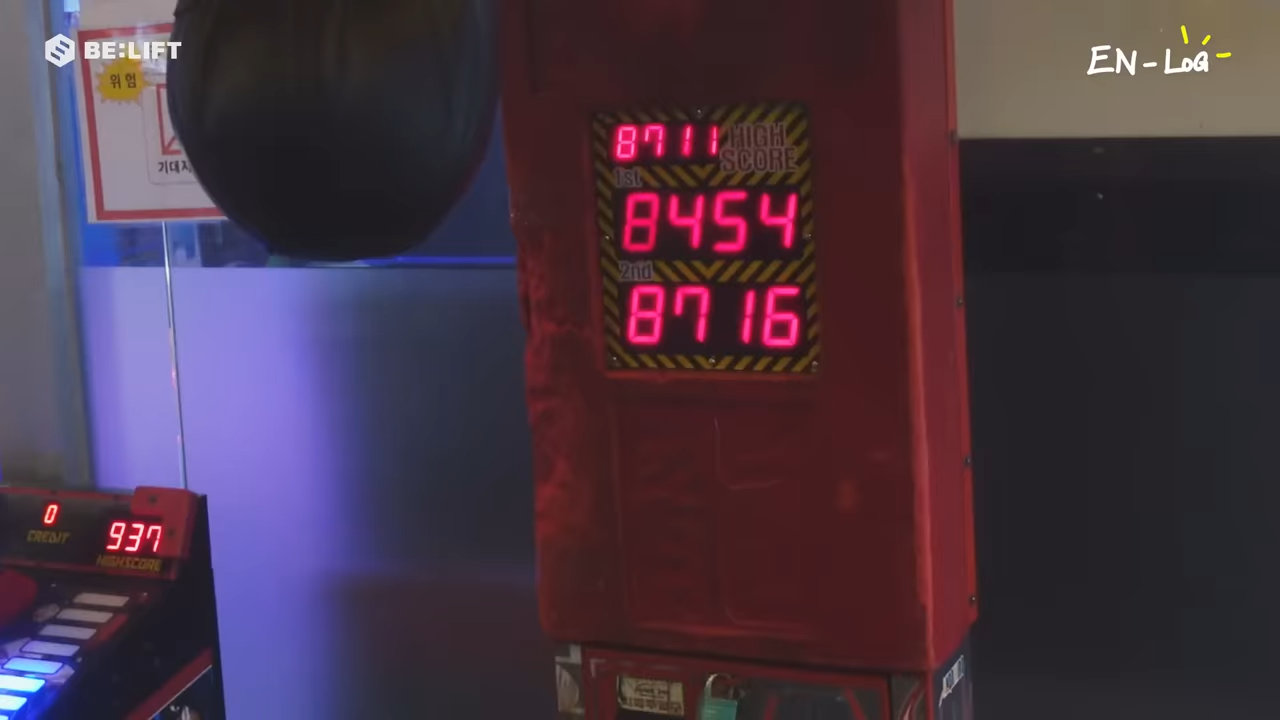 BE:LIFT
EN-LOG
위험
기대지
8711
HIGH
SCORE
1st
8454
2nd
8716
0
CREDIT
937
HIGHSCORE